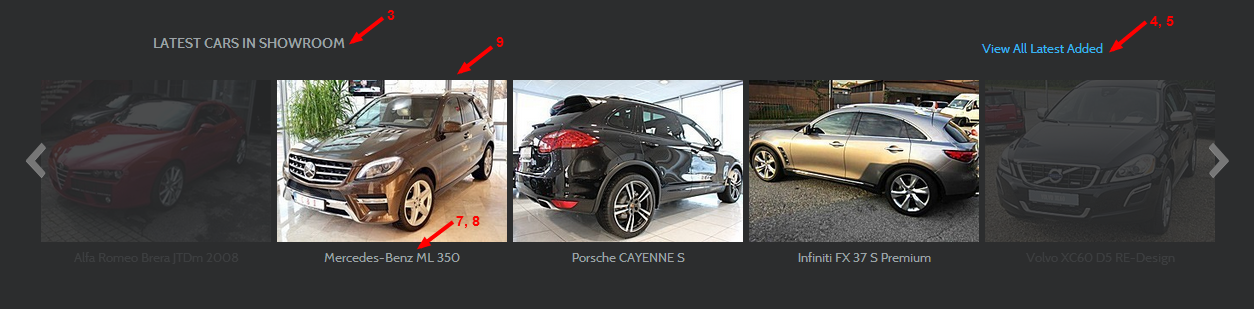 3
4, 5
LATEST CARS IN SHOWROOM
9
View All Latest Added
7, 8
Alfa Romeo Brera JTDm 2008
Mercedes-Benz ML 350
Porsche CAYENNE S
Infiniti FX 37 S Premium
Volvo XC60 D5 RE-Design